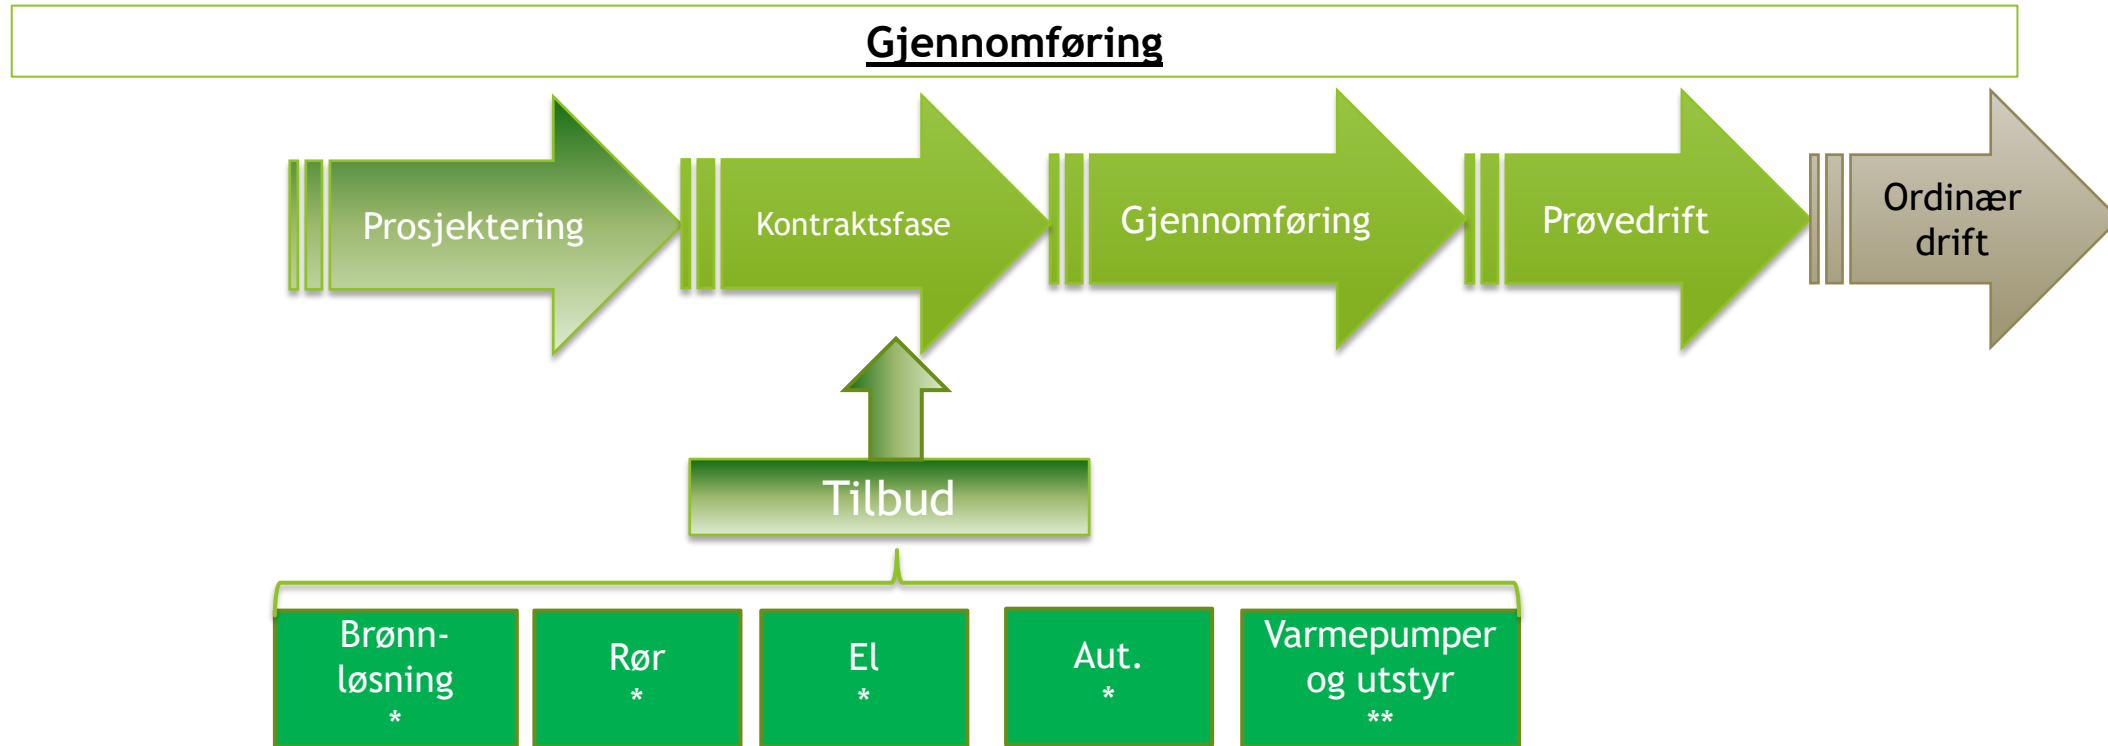 Gjennomføring
Prosjektering
Kontraktsfase
Gjennomføring
Prøvedrift
Ordinær
drift
Tilbud
Brønn-
løsning
*
Rør
*
El
*
Aut.
*
Varmepumper
og utstyr
**